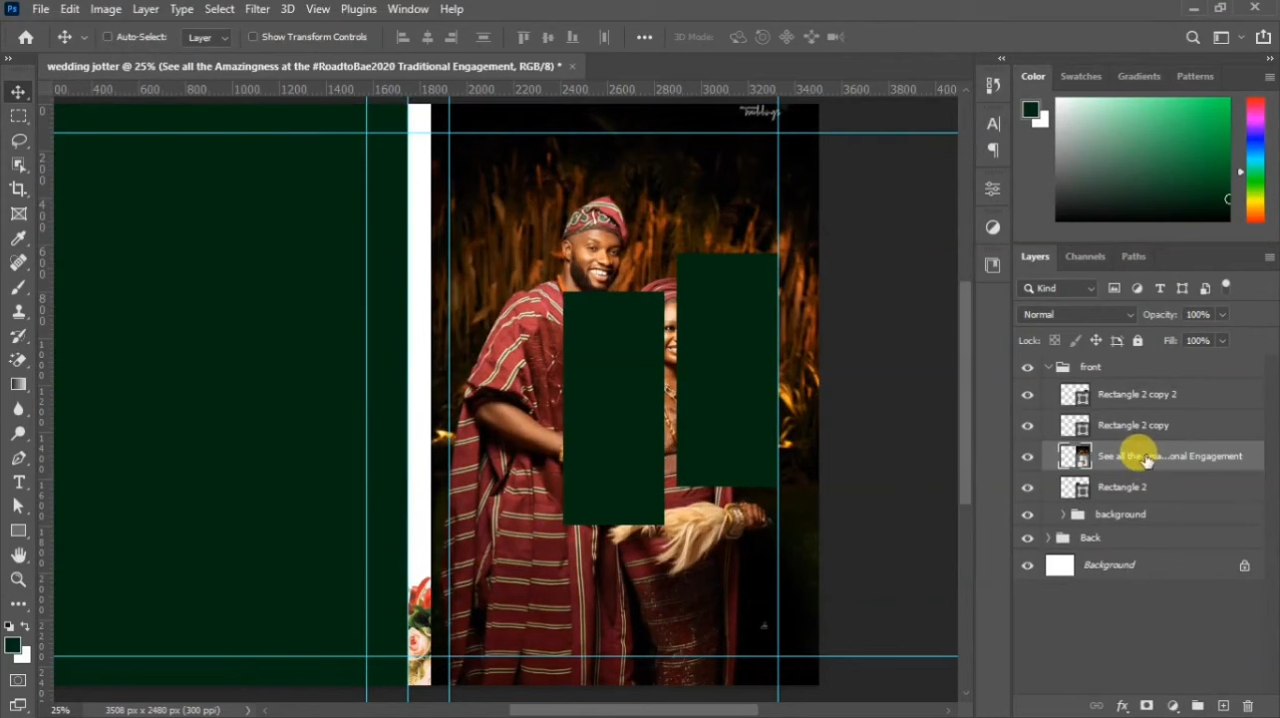 Ps File Edit Image Layer Type Select Filter 3D View Plugins Window Help
Auto-Select: Layer Show Transform Controls 3D Mode:
wedding jotter @ 25% (See all the Amazingness at the #RoadtoBae2020 Traditional Engagement, RGB/8) *
00 400 600 800 1000 1200 1400 1600 1800 2000 2200 2400 2600 2800 3000 3200 3400 3600 3800 400
Color Swatches Gradients Patterns
Layers Channels Paths
Kind
Normal Opacity: 100%
Lock: Fill: 100%
front
Rectangle 2 copy 2
Rectangle 2 copy
See all the onal Engagement
Rectangle 2
background
Back
Background
25% 3508 px x 2480 px (300 ppi)